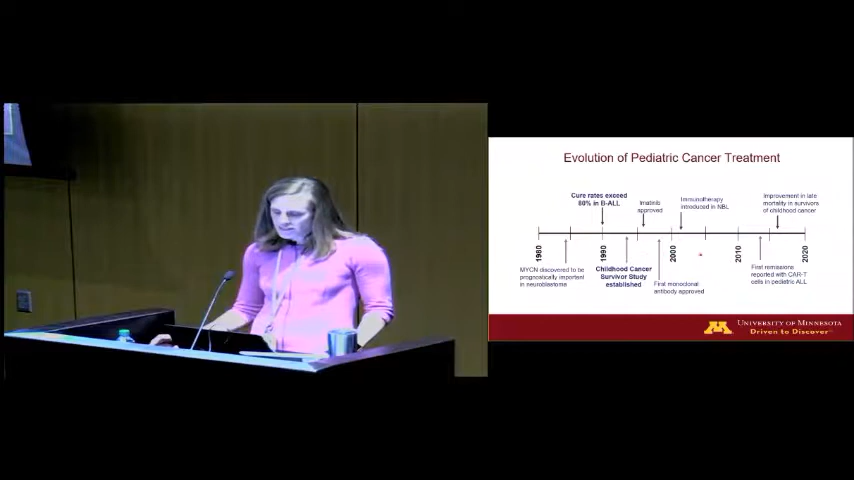 Evolution of Pediatric Cancer Treatment
Cure rates exceed
80% in B-ALL
Imatinib
approved
Immunotherapy
introduced in NBL
Improvement in late
mortality in survivors
of childhood cancer
1980
1990
2000
2010
2020
MYCN discovered to be
prognostically important
in neuroblastoma
Childhood Cancer
Survivor Study
established
First monoclonal
antibody approved
First remissions
reported with CAR-T
cells in pediatric ALL
UNIVERSITY OF MINNESOTA
Driven to Discover